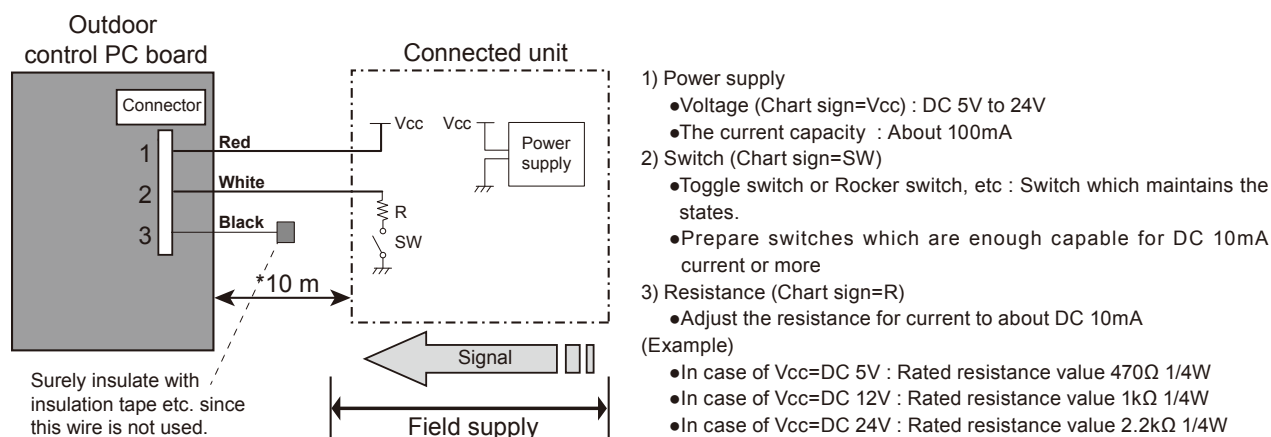 Outdoor
control PC board
Connector
1
2
3
Red
White
Black
*10 m
Surely insulate with
insulation tape etc. since
this wire is not used.
Connected unit
Vcc
Vcc
Power
supply
R
SW
Signal
Field supply
1) Power supply
●Voltage (Chart sign=Vcc) : DC 5V to 24V
●The current capacity : About 100mA
2) Switch (Chart sign=SW)
●Toggle switch or Rocker switch, etc : Switch which maintains the
states.
●Prepare switches which are enough capable for DC 10mA
current or more
3) Resistance (Chart sign=R)
●Adjust the resistance for current to about DC 10mA
(Example)
●In case of Vcc=DC 5V : Rated resistance value 470Ω 1/4W
●In case of Vcc=DC 12V : Rated resistance value 1kΩ 1/4W
●In case of Vcc=DC 24V : Rated resistance value 2.2kΩ 1/4W